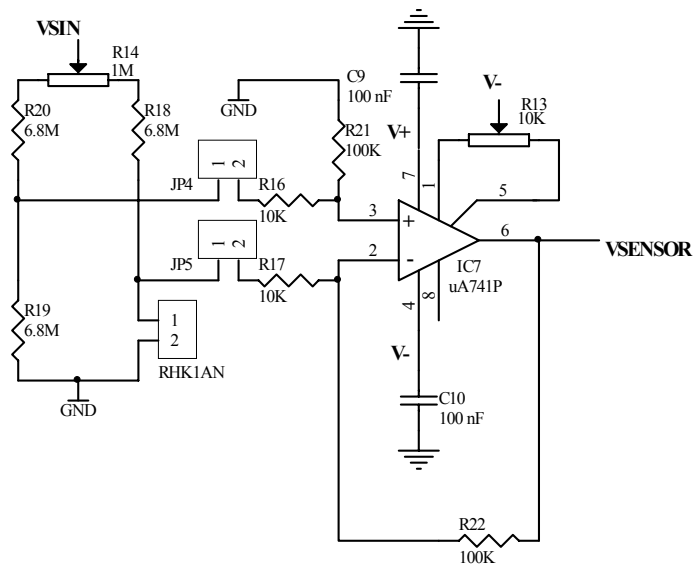 VSIN
R14
1M
R20
6.8M
R18
6.8M
GND
C9
100 nF
V-
R13
10K
R21
100K
V+
7
1
5
JP4
1 2
R16
10K
3
+
6
VSENSOR
JP5
1 2
R17
10K
2
-
IC7
uA741P
4
8
R19
6.8M
1
2
RHK1AN
GND
V-
C10
100 nF
R22
100K